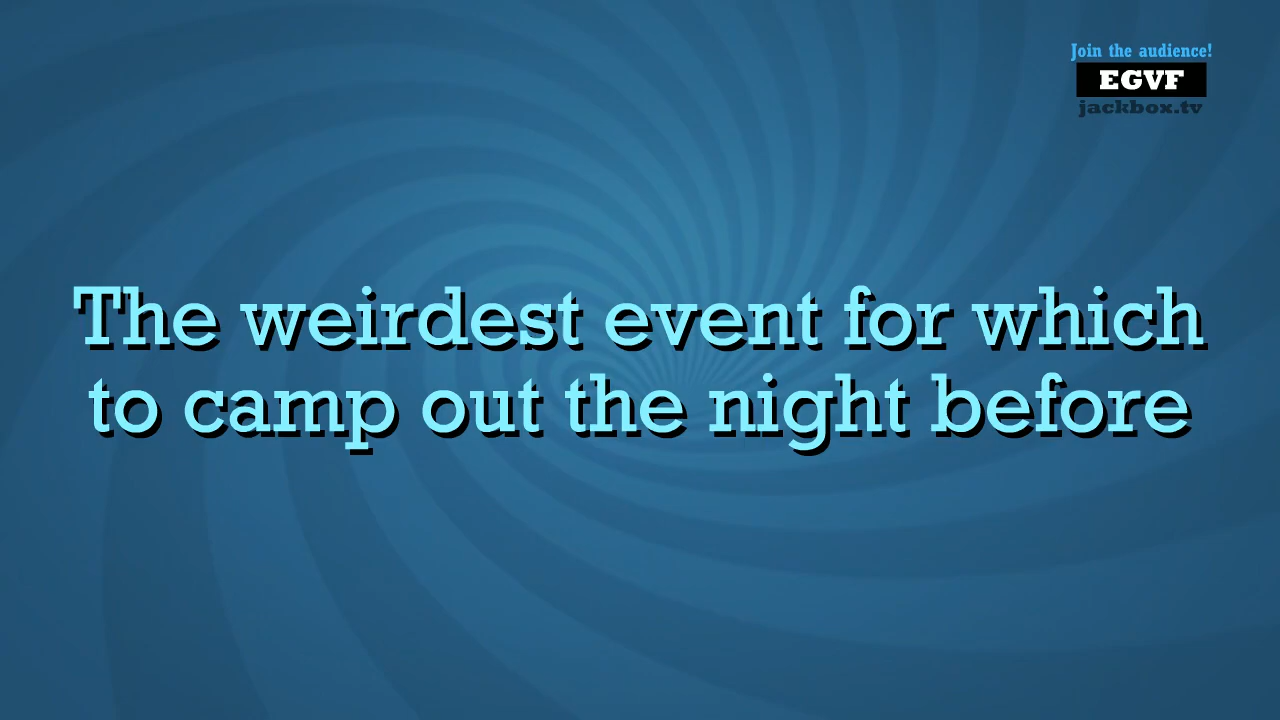 Join the audience!
EGVF
jackbox.tv
The weirdest event for which
to camp out the night before